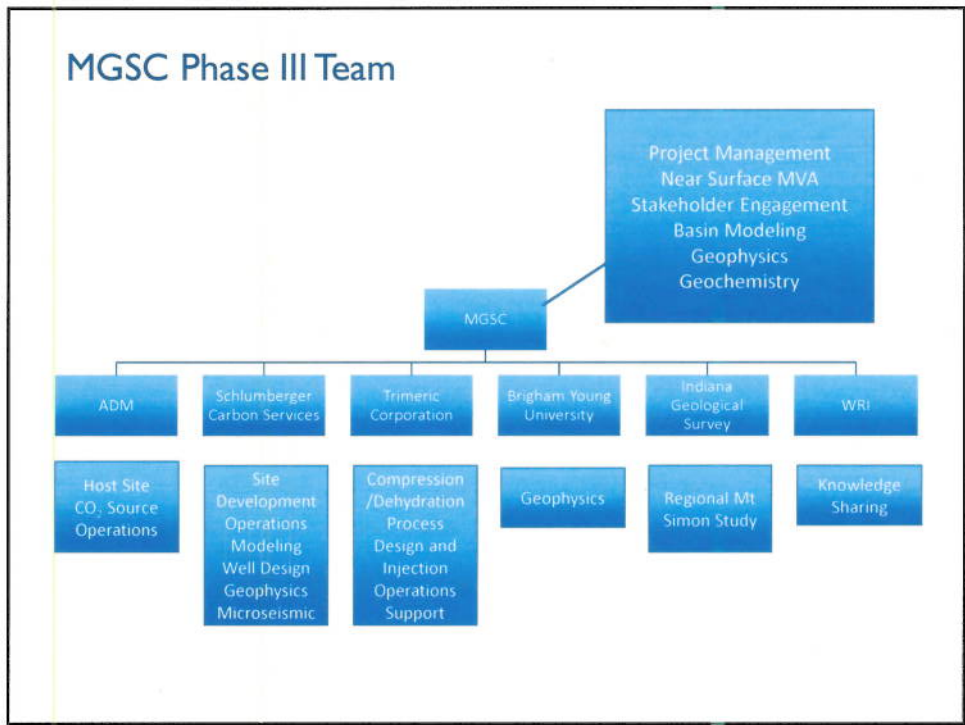 MGSC Phase III Team
Project Management
Near Surface MVA
Stakeholder Engagement
Basin Modeling
Geophysics
Geochemistry
MGSC
ADM
Schlumberger
Carbon Services
Trimeric
Corporation
Brigham Young
University
Indiana
Geological
Survey
WRI
Host Site
CO₂ Source
Operations
Site
Development
Operations
Modeling
Well Design
Geophysics
Microseismic
Compression
/Dehydration
Process
Design and
Injection
Operations
Support
Geophysics
Regional Mt
Simon Study
Knowledge
Sharing